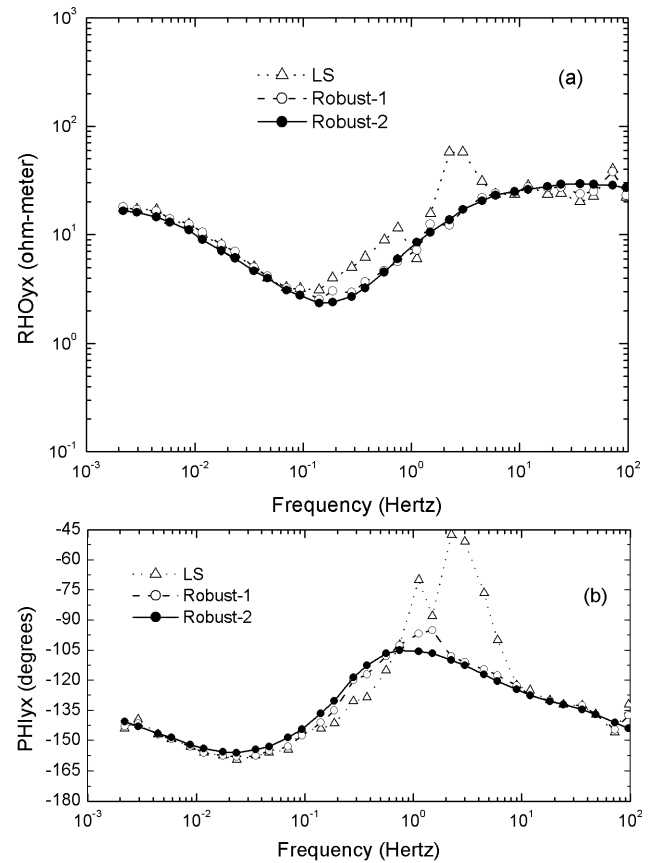 10³
(a)
LS
Robust-1
Robust-2
10²
RHOyx (ohm-meter)
10¹
10⁰
10⁻¹
10⁻³ 10⁻² 10⁻¹ 10⁰ 10¹ 10²
Frequency (Hertz)
-45
-60
-75
-90
-105
-120
-135
-150
-165
-180
LS
Robust-1
Robust-2
(b)
PHIyx (degrees)
10⁻³ 10⁻² 10⁻¹ 10⁰ 10¹ 10²
Frequency (Hertz)